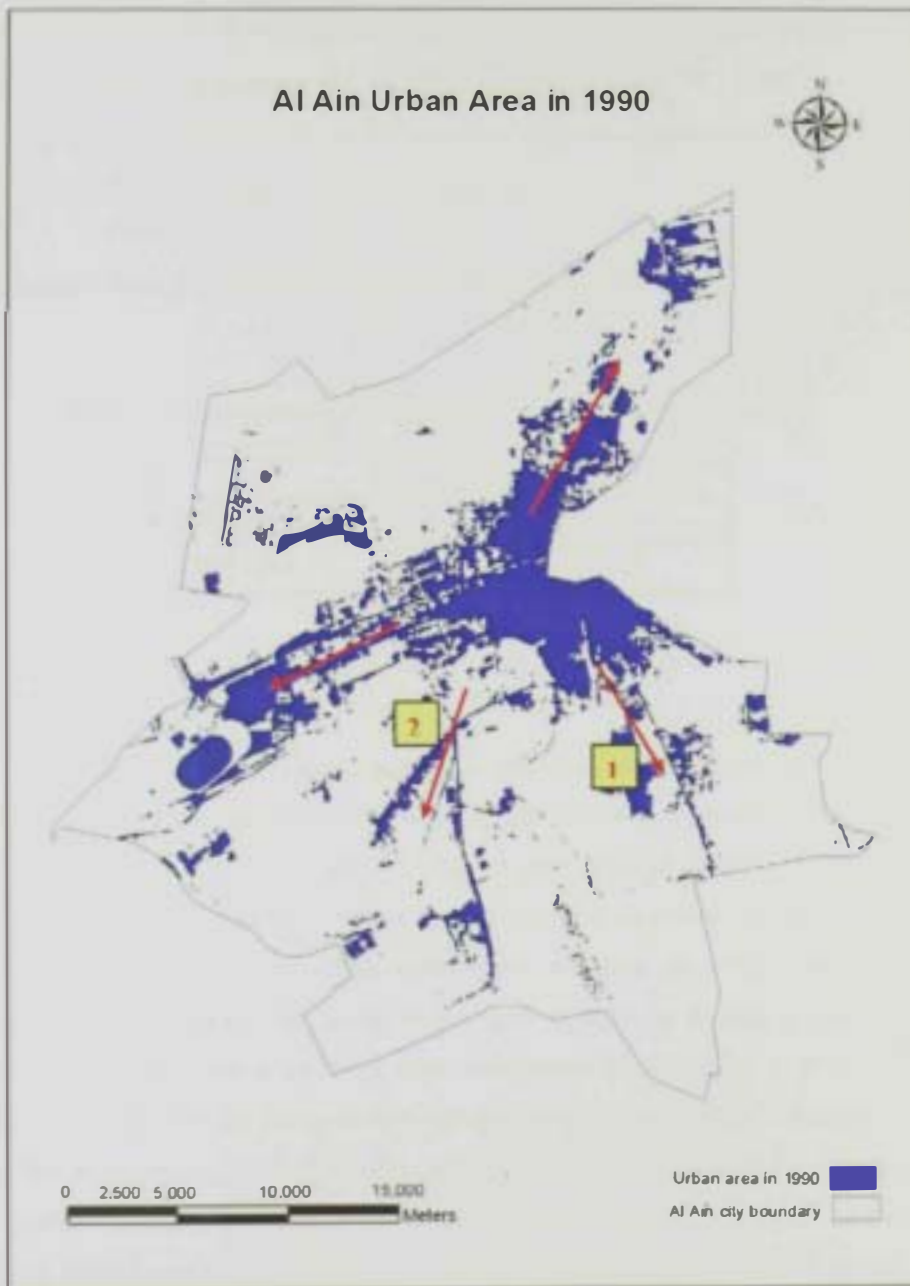 Al Ain Urban Area in 1990
N
E
S
2
1
0 2.500 5 000 10.000 15,000
Meters
Urban area in 1990
Al Ain city boundary